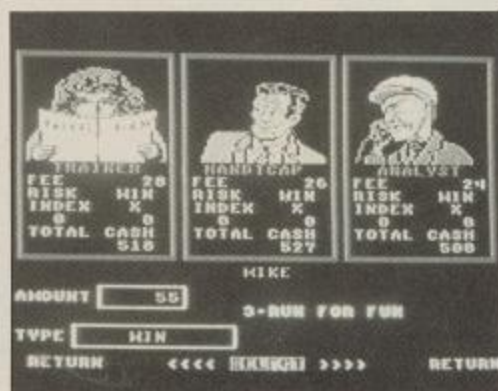 TRAINER
FEE 28
RISK WIN
INDEX %
0 0
TOTAL CASH
518
HANDICAP
FEE 26
RISK WIN
INDEX %
0 0
TOTAL CASH
527
ANALYST
FEE 24
RISK WIN
INDEX %
0 0
TOTAL CASH
500
MIKE
AMOUNT 55
3-RUN FOR FUN
TYPE WIN
RETURN <<<< >>>> RETURN